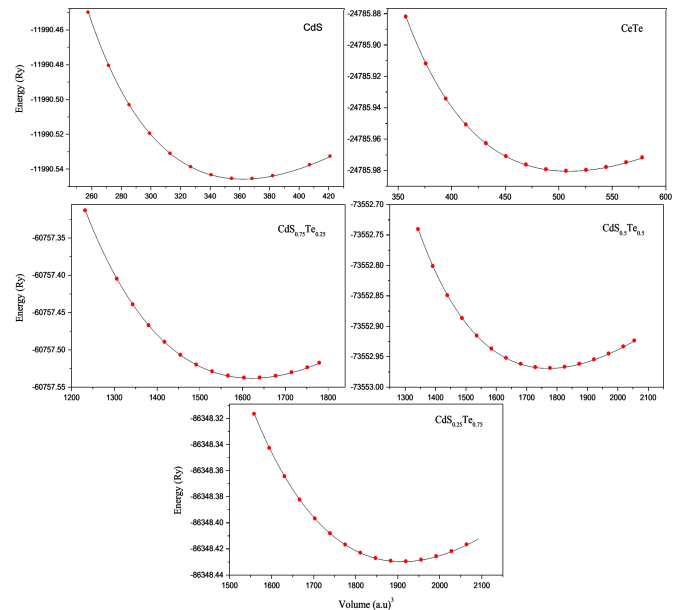 CdS
Energy (Ry)
-11990.46
-11990.48
-11990.50
-11990.52
-11990.54
260 280 300 320 340 360 380 400 420
CeTe
-24785.88
-24785.90
-24785.92
-24785.94
-24785.96
-24785.98
350 400 450 500 550 600
CdS0.75Te0.25
Energy (Ry)
-60757.35
-60757.40
-60757.45
-60757.50
-60757.55
1200 1300 1400 1500 1600 1700 1800
CdS0.5Te0.5
-73552.70
-73552.75
-73552.80
-73552.85
-73552.90
-73552.95
-73553.00
1300 1400 1500 1600 1700 1800 1900 2000 2100
CdS0.25Te0.75
Energy (Ry)
-86348.32
-86348.34
-86348.36
-86348.38
-86348.40
-86348.42
-86348.44
1500 1600 1700 1800 1900 2000 2100
Volume (a.u)3